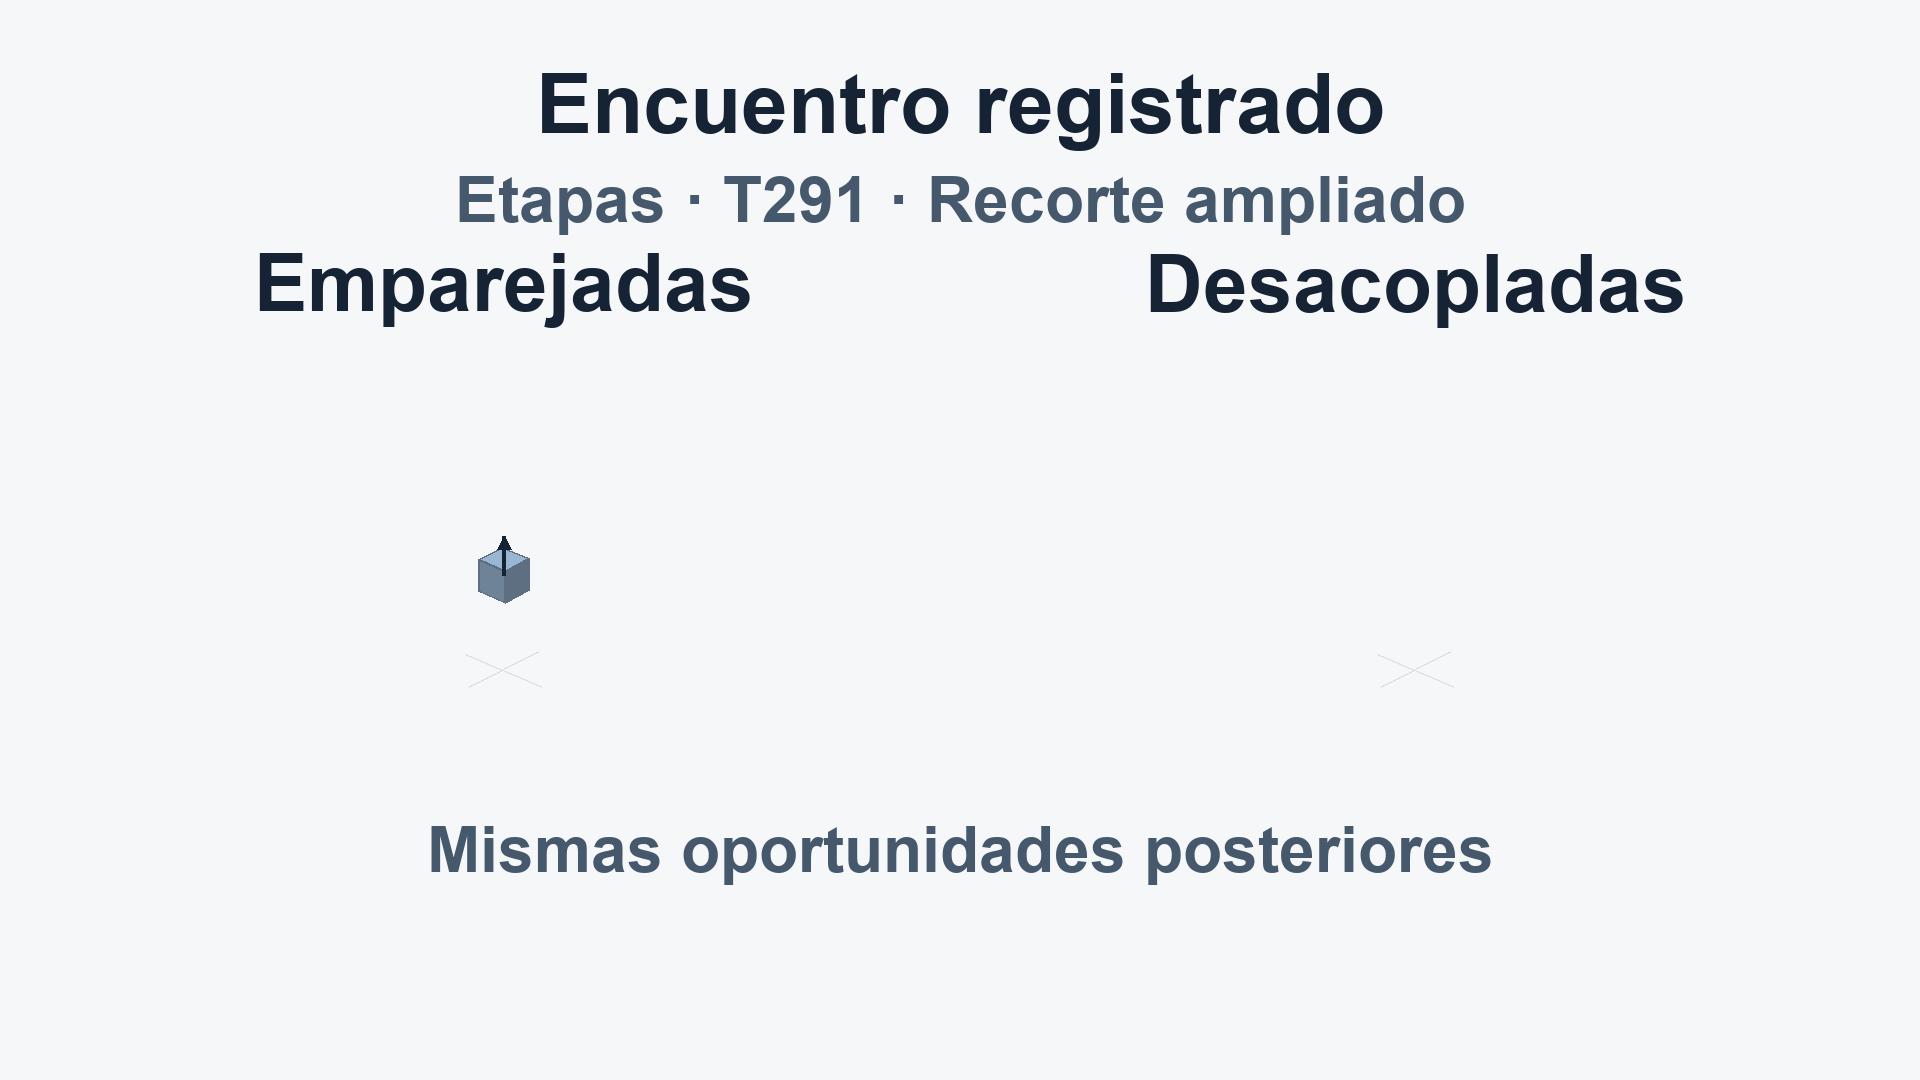 Encuentro registrado
Etapas · T291 · Recorte ampliado
Emparejadas
Desacopladas
Mismas oportunidades posteriores